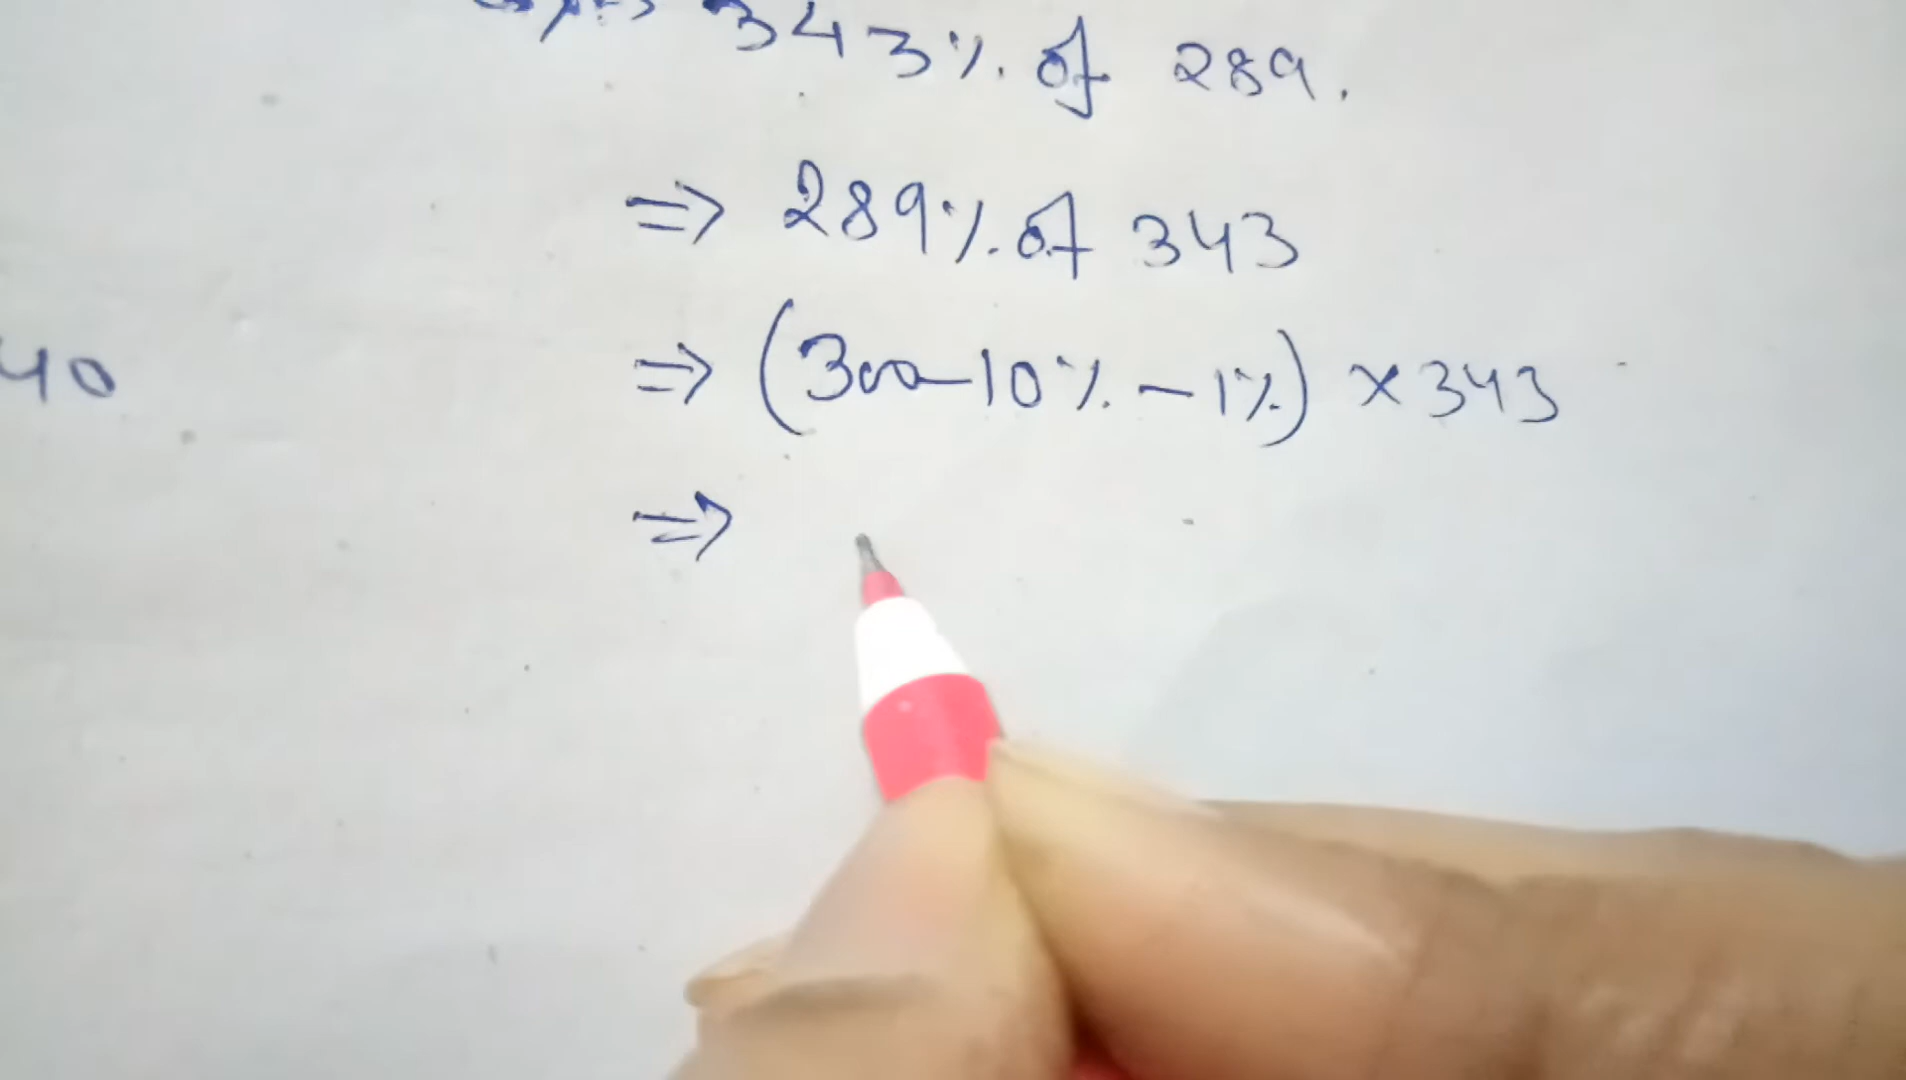 343% of 289.
⇒ 289% of 343
40
⇒ (300-10% - 1%) × 343
⇒